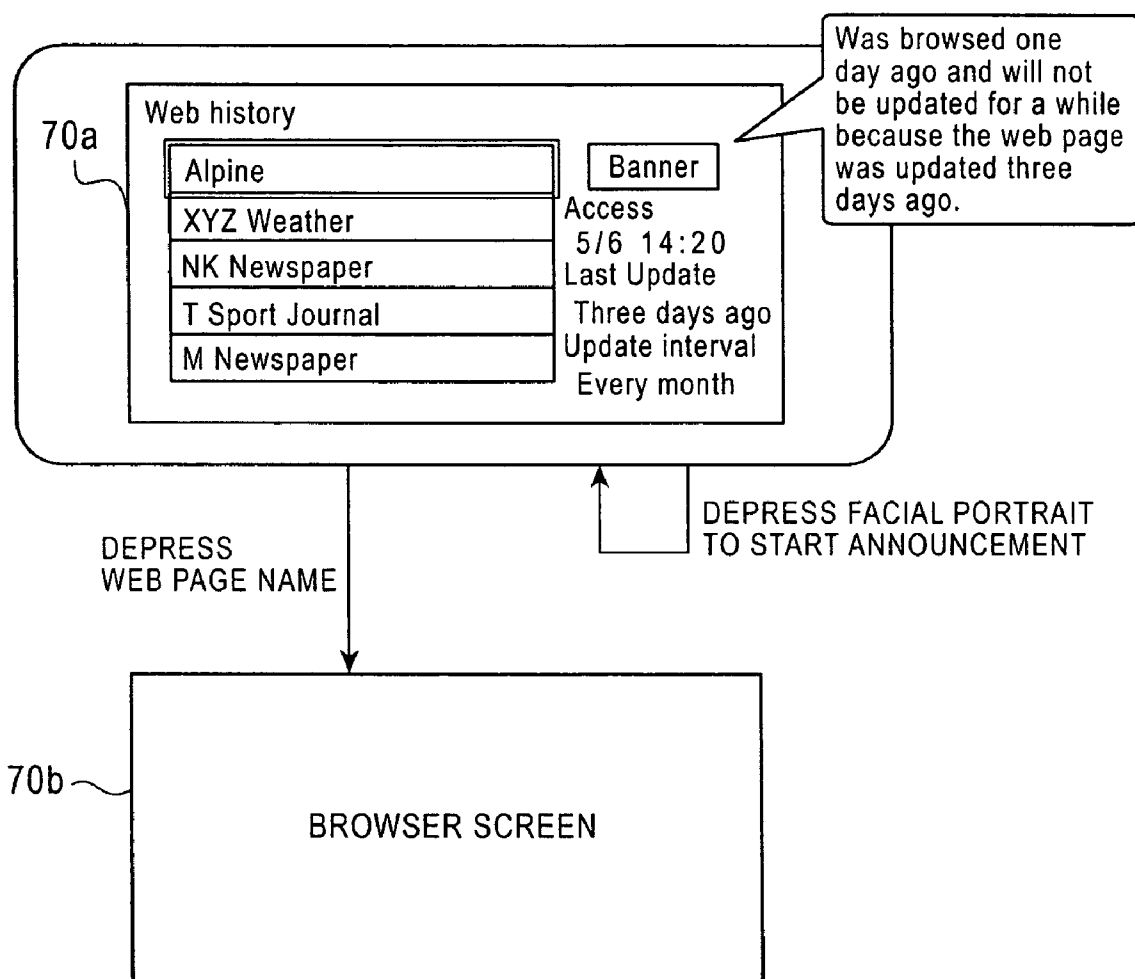 Was browsed one
day ago and will not
be updated for a while
because the web page
was updated three
days ago.
Web history
70a
Alpine
XYZ Weather
NK Newspaper
T Sport Journal
M Newspaper
Banner
Access
5/6 14:20
Last Update
Three days ago
Update interval
Every month
DEPRESS
WEB PAGE NAME
DEPRESS FACIAL PORTRAIT
TO START ANNOUNCEMENT
70b
BROWSER SCREEN